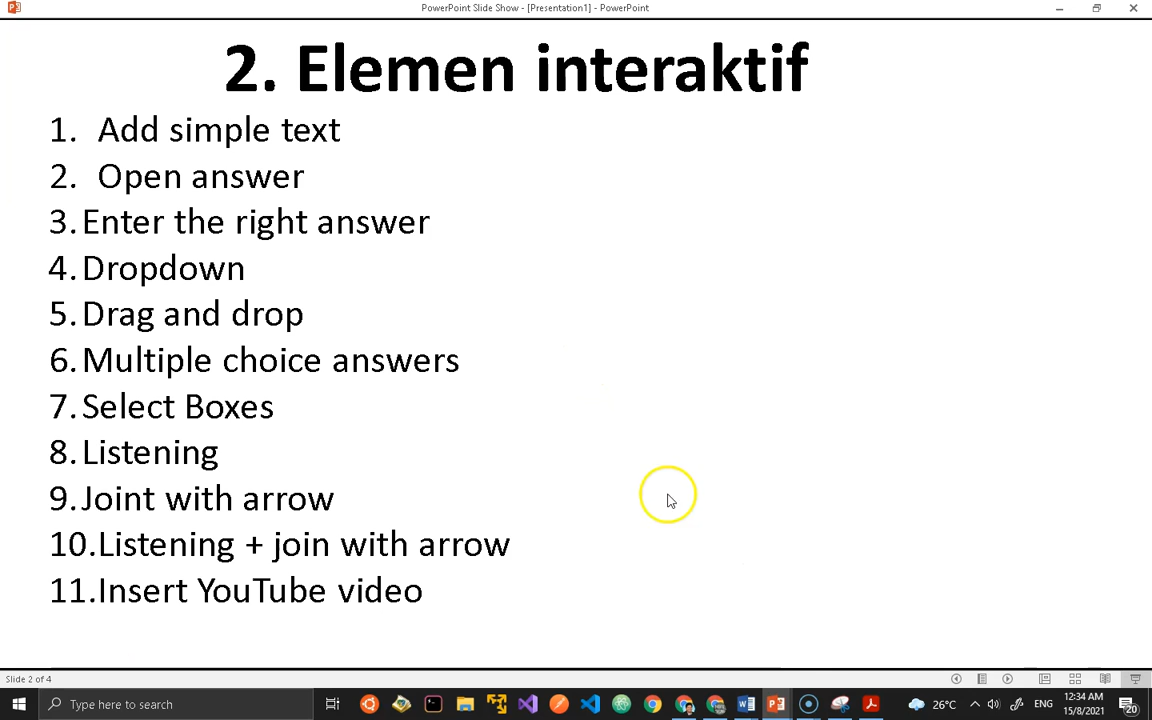 PowerPoint Slide Show - [Presentation1] - PowerPoint
2. Elemen interaktif
1. Add simple text
2. Open answer
3. Enter the right answer
4. Dropdown
5. Drag and drop
6. Multiple choice answers
7. Select Boxes
8. Listening
9. Joint with arrow
10. Listening + join with arrow
11. Insert YouTube video
Slide 2 of 4
Type here to search
26°C
ENG
12:34 AM
15/8/2021
20